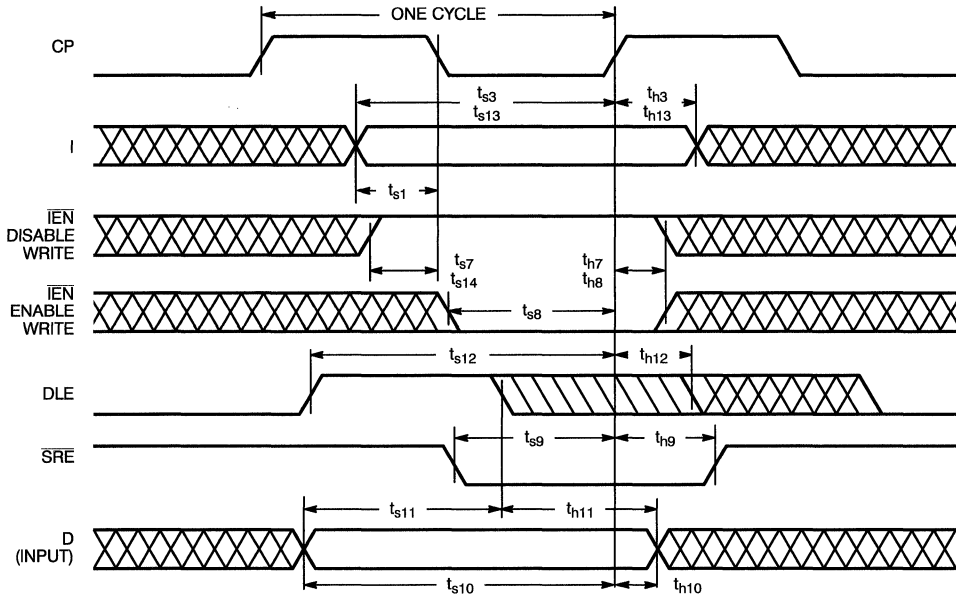 ONE CYCLE
CP
ts3
ts13
th3
th13
I
ts1
IEN
DISABLE
WRITE
ts7
ts14
th7
th8
IEN
ENABLE
WRITE
ts8
ts12
th12
DLE
ts9
th9
SRE
ts11
th11
D
(INPUT)
ts10
th10